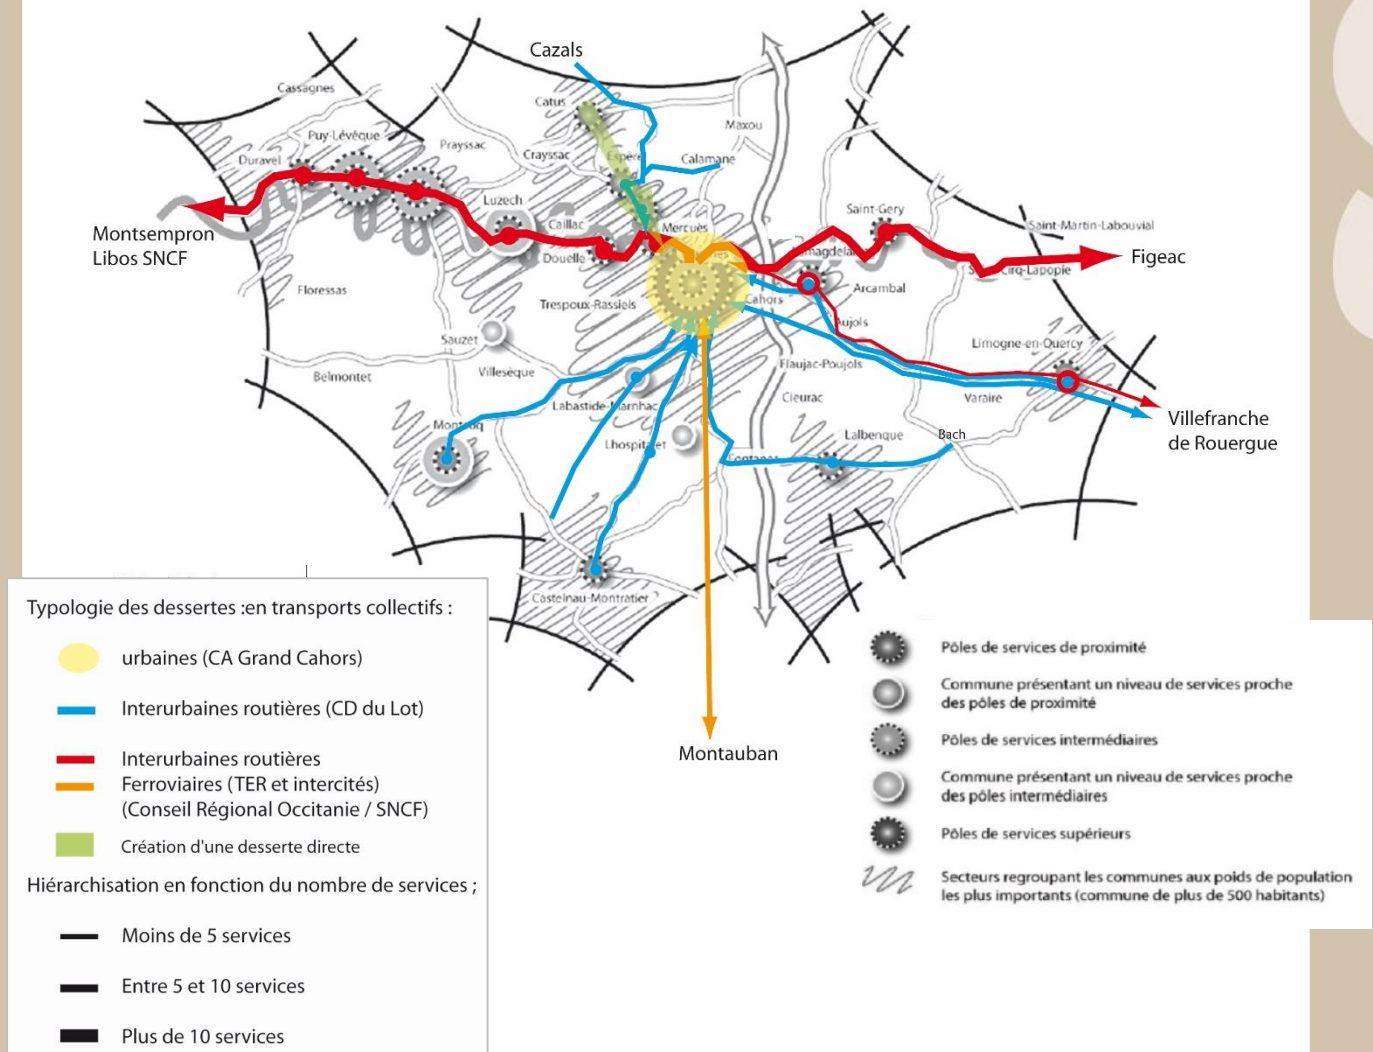 Cazals
Cassagnes
Catus
Maxou
Puy-Lévêque
Prayssac
Duravel
Crayssac
Espère
Calamane
Luzech
Saint-Gery
Caillac
Mercuès
Saint-Martin-Labouvial
Montsempron
Libos SNCF
Douelle
Figeac
Floressas
Trespoux-Rassiels
Cahors
Arcambal
Aujols
Sauzet
Limogne-en-Quercy
Belmontet
Villesèque
Flaujac-Poujols
Cieurac
Varaire
Labastide-Marnhac
Villefranche
de Rouergue
Lalbenque
Bach
Castelnau-Montratier
Montauban
Typologie des dessertes :en transports collectifs :
urbaines (CA Grand Cahors)
Interurbaines routières (CD du Lot)
Interurbaines routières
Ferroviaires (TER et intercités)
(Conseil Régional Occitanie / SNCF)
Création d'une desserte directe
Hiérarchisation en fonction du nombre de services ;
Moins de 5 services
Entre 5 et 10 services
Plus de 10 services
Pôles de services de proximité
Commune présentant un niveau de services proche
des pôles de proximité
Pôles de services intermédiaires
Commune présentant un niveau de services proche
des pôles intermédiaires
Pôles de services supérieurs
Secteurs regroupant les communes aux poids de population
les plus importants (commune de plus de 500 habitants)